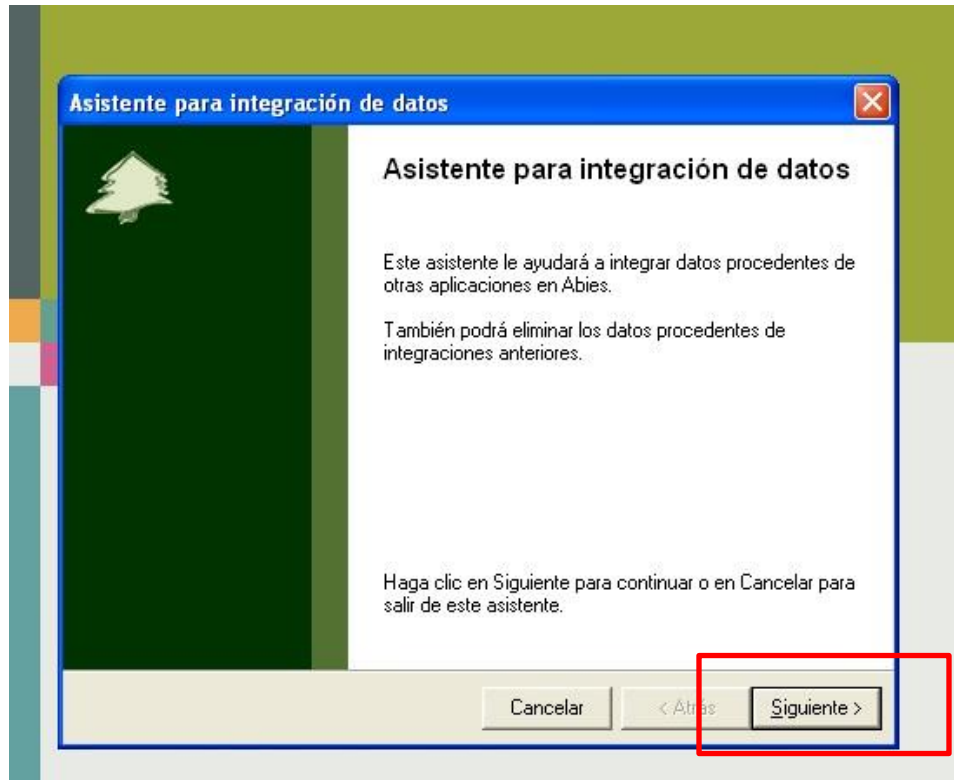 Asistente para integración de datos
Asistente para integración de datos
Este asistente le ayudará a integrar datos procedentes de
otras aplicaciones en Abies.
También podrá eliminar los datos procedentes de
integraciones anteriores.
Haga clic en Siguiente para continuar o en Cancelar para
salir de este asistente.
Cancelar < Atrás Siguiente >